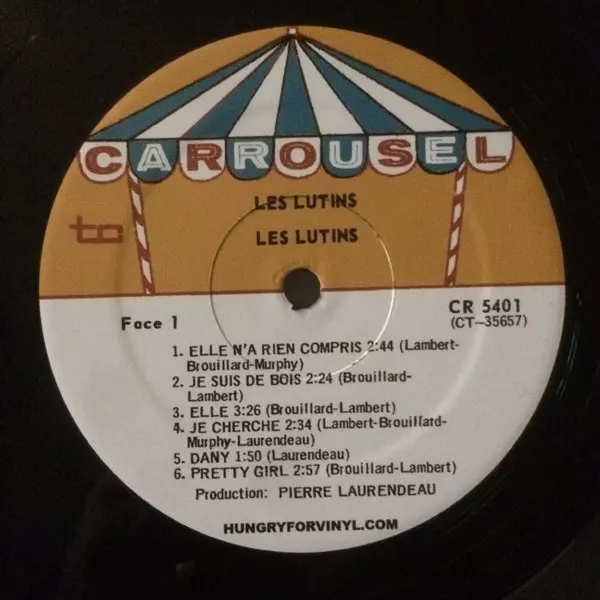 CARROUSEL
LES LUTINS
tc
LES LUTINS
Face 1
CR 5401
(CT-35657)
1. ELLE N'A RIEN COMPRIS 2:44 (Lambert-
Brouillard-Murphy)
2. JE SUIS DE BOIS 2:24 (Brouillard-
Lambert)
3. ELLE 3:26 (Brouillard-Lambert)
4. JE CHERCHE 2:34 (Lambert-Brouillard-
Murphy-Laurendeau)
5. DANY 1:50 (Laurendeau)
6. PRETTY GIRL 2:57 (Brouillard-Lambert)
Production: PIERRE LAURENDEAU
HUNGRYFORVINYL.COM